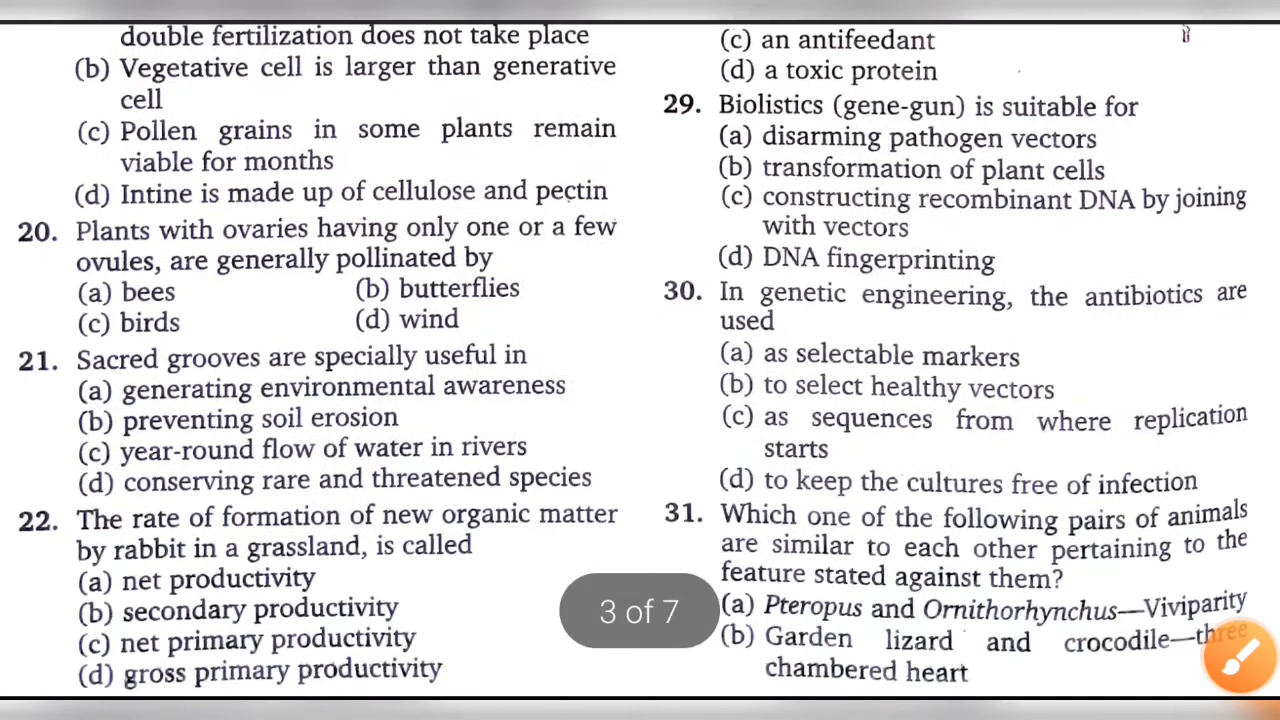 double fertilization does not take place
(b) Vegetative cell is larger than generative
cell
(c) Pollen grains in some plants remain
viable for months
(d) Intine is made up of cellulose and pectin
20. Plants with ovaries having only one or a few
ovules, are generally pollinated by
(a) bees (b) butterflies
(c) birds (d) wind
21. Sacred grooves are specially useful in
(a) generating environmental awareness
(b) preventing soil erosion
(c) year-round flow of water in rivers
(d) conserving rare and threatened species
22. The rate of formation of new organic matter
by rabbit in a grassland, is called
(a) net productivity
(b) secondary productivity
(c) net primary productivity
(d) gross primary productivity
(c) an antifeedant
(d) a toxic protein
29. Biolistics (gene-gun) is suitable for
(a) disarming pathogen vectors
(b) transformation of plant cells
(c) constructing recombinant DNA by joining
with vectors
(d) DNA fingerprinting
30. In genetic engineering, the antibiotics are
used
(a) as selectable markers
(b) to select healthy vectors
(c) as sequences from where replication
starts
(d) to keep the cultures free of infection
31. Which one of the following pairs of animals
are similar to each other pertaining to the
feature stated against them?
(a) Pteropus and Ornithorhynchus—Viviparity
(b) Garden lizard and crocodile—three
chambered heart
3 of 7